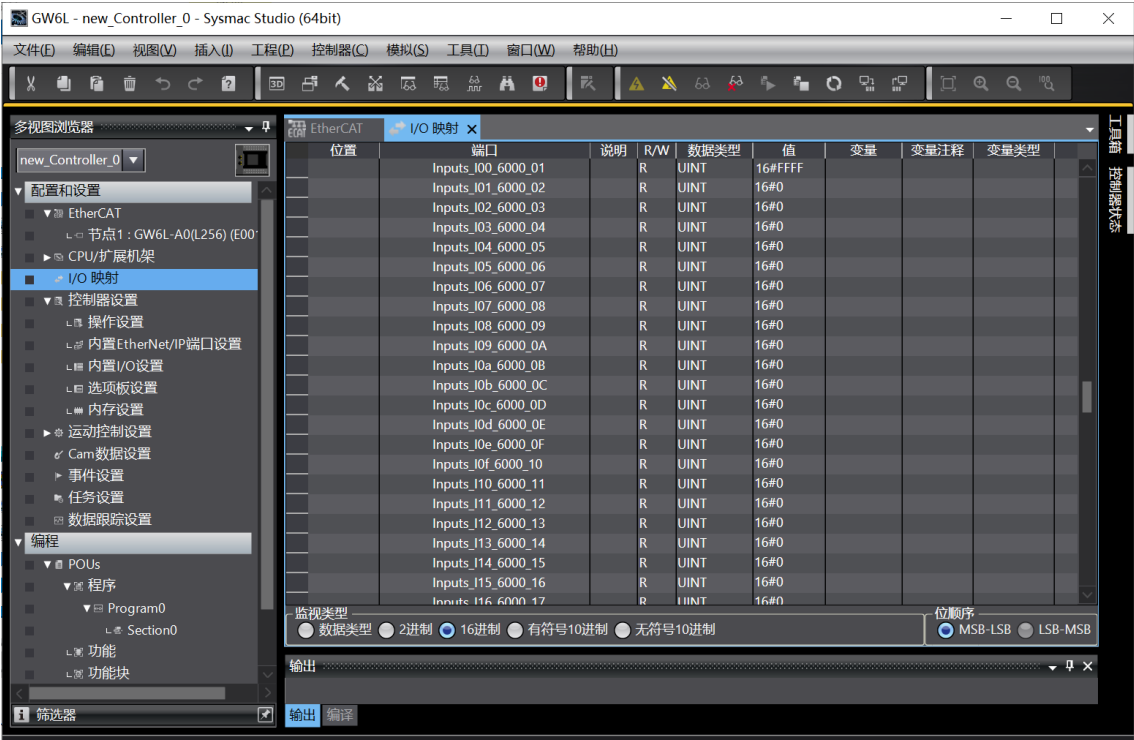 GW6L - new_Controller_0 - Sysmac Studio (64bit)
文件(F) 编辑(E) 视图(V) 插入(I) 工程(P) 控制器(C) 模拟(S) 工具(T) 窗口(W) 帮助(H)
多视图浏览器
new_Controller_0
配置和设置
EtherCAT
节点1 : GW6L-A0(L256) (E00
CPU/扩展机架
I/O 映射
控制器设置
操作设置
内置EtherNet/IP端口设置
内置I/O设置
选项板设置
内存设置
运动控制设置
Cam数据设置
事件设置
任务设置
数据跟踪设置
编程
POUs
程序
Program0
Section0
功能
功能块
筛选器
EtherCAT I/O 映射
位置 端口 说明 R/W 数据类型 值 变量 变量注释 变量类型
Inputs_I00_6000_01 R UINT 16#FFFF
Inputs_I01_6000_02 R UINT 16#0
Inputs_I02_6000_03 R UINT 16#0
Inputs_I03_6000_04 R UINT 16#0
Inputs_I04_6000_05 R UINT 16#0
Inputs_I05_6000_06 R UINT 16#0
Inputs_I06_6000_07 R UINT 16#0
Inputs_I07_6000_08 R UINT 16#0
Inputs_I08_6000_09 R UINT 16#0
Inputs_I09_6000_0A R UINT 16#0
Inputs_I0a_6000_0B R UINT 16#0
Inputs_I0b_6000_0C R UINT 16#0
Inputs_I0c_6000_0D R UINT 16#0
Inputs_I0d_6000_0E R UINT 16#0
Inputs_I0e_6000_0F R UINT 16#0
Inputs_I0f_6000_10 R UINT 16#0
Inputs_I10_6000_11 R UINT 16#0
Inputs_I11_6000_12 R UINT 16#0
Inputs_I12_6000_13 R UINT 16#0
Inputs_I13_6000_14 R UINT 16#0
Inputs_I14_6000_15 R UINT 16#0
Inputs_I15_6000_16 R UINT 16#0
Inputs_I16_6000_17 R UINT 16#0
监视类型
数据类型 2进制 16进制 有符号10进制 无符号10进制
位顺序
MSB-LSB LSB-MSB
输出
输出 编译
工具箱
控制器状态